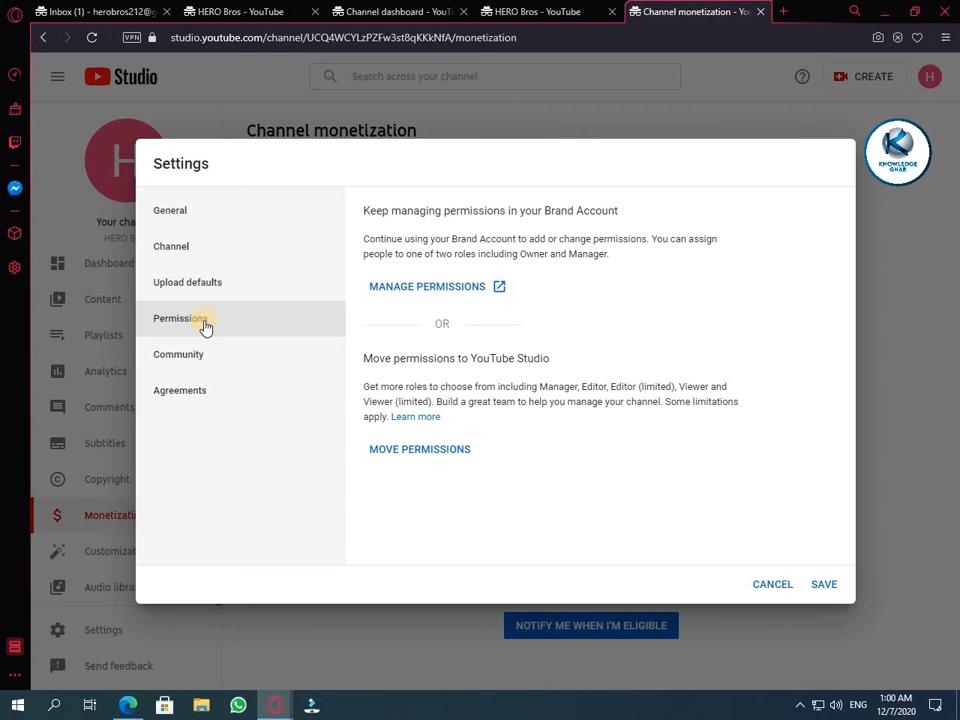 Inbox (1) - herobros212@g
HERO Bros - YouTube
Channel dashboard - YouTu
HERO Bros - YouTube
Channel monetization - Yo
VPN
studio.youtube.com/channel/UCQ4WCYLzPZFw3st8qKKkNfA/monetization
Studio
Search across your channel
CREATE
H
Channel monetization
H
KNOWLEDGE
GHAR
Your cha
HERO B
Dashboard
Content
Playlists
Analytics
Comments
Subtitles
Copyright
Monetizatio
Customizat
Audio libra
Settings
Send feedback
Settings
General
Channel
Upload defaults
Permissions
Community
Agreements
Keep managing permissions in your Brand Account
Continue using your Brand Account to add or change permissions. You can assign
people to one of two roles including Owner and Manager.
MANAGE PERMISSIONS
OR
Move permissions to YouTube Studio
Get more roles to choose from including Manager, Editor, Editor (limited), Viewer and
Viewer (limited). Build a great team to help you manage your channel. Some limitations
apply. Learn more
MOVE PERMISSIONS
CANCEL
SAVE
NOTIFY ME WHEN I'M ELIGIBLE
ENG
1:00 AM
12/7/2020